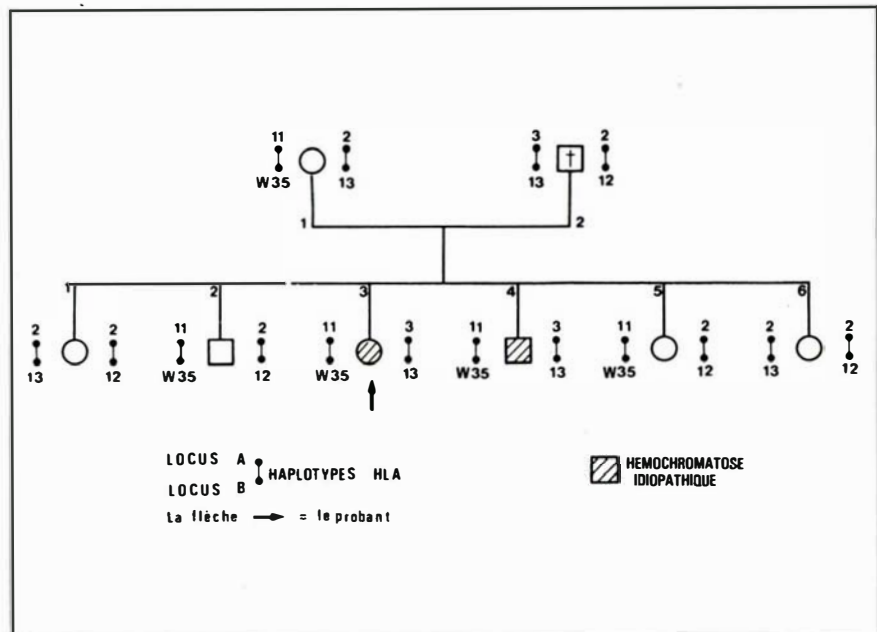 11 2 3 2
W35 13 13 12
1 2
1 2 3 4 5 6
2 2 11 2 11 3 11 3 11 2 2 2
13 12 W35 12 W35 13 W35 13 W35 12 13 12
LOCUS A
HAPLOTYPES HLA
LOCUS B
La flèche → = le probant
HEMOCHROMATOSE
IDIOPATHIQUE